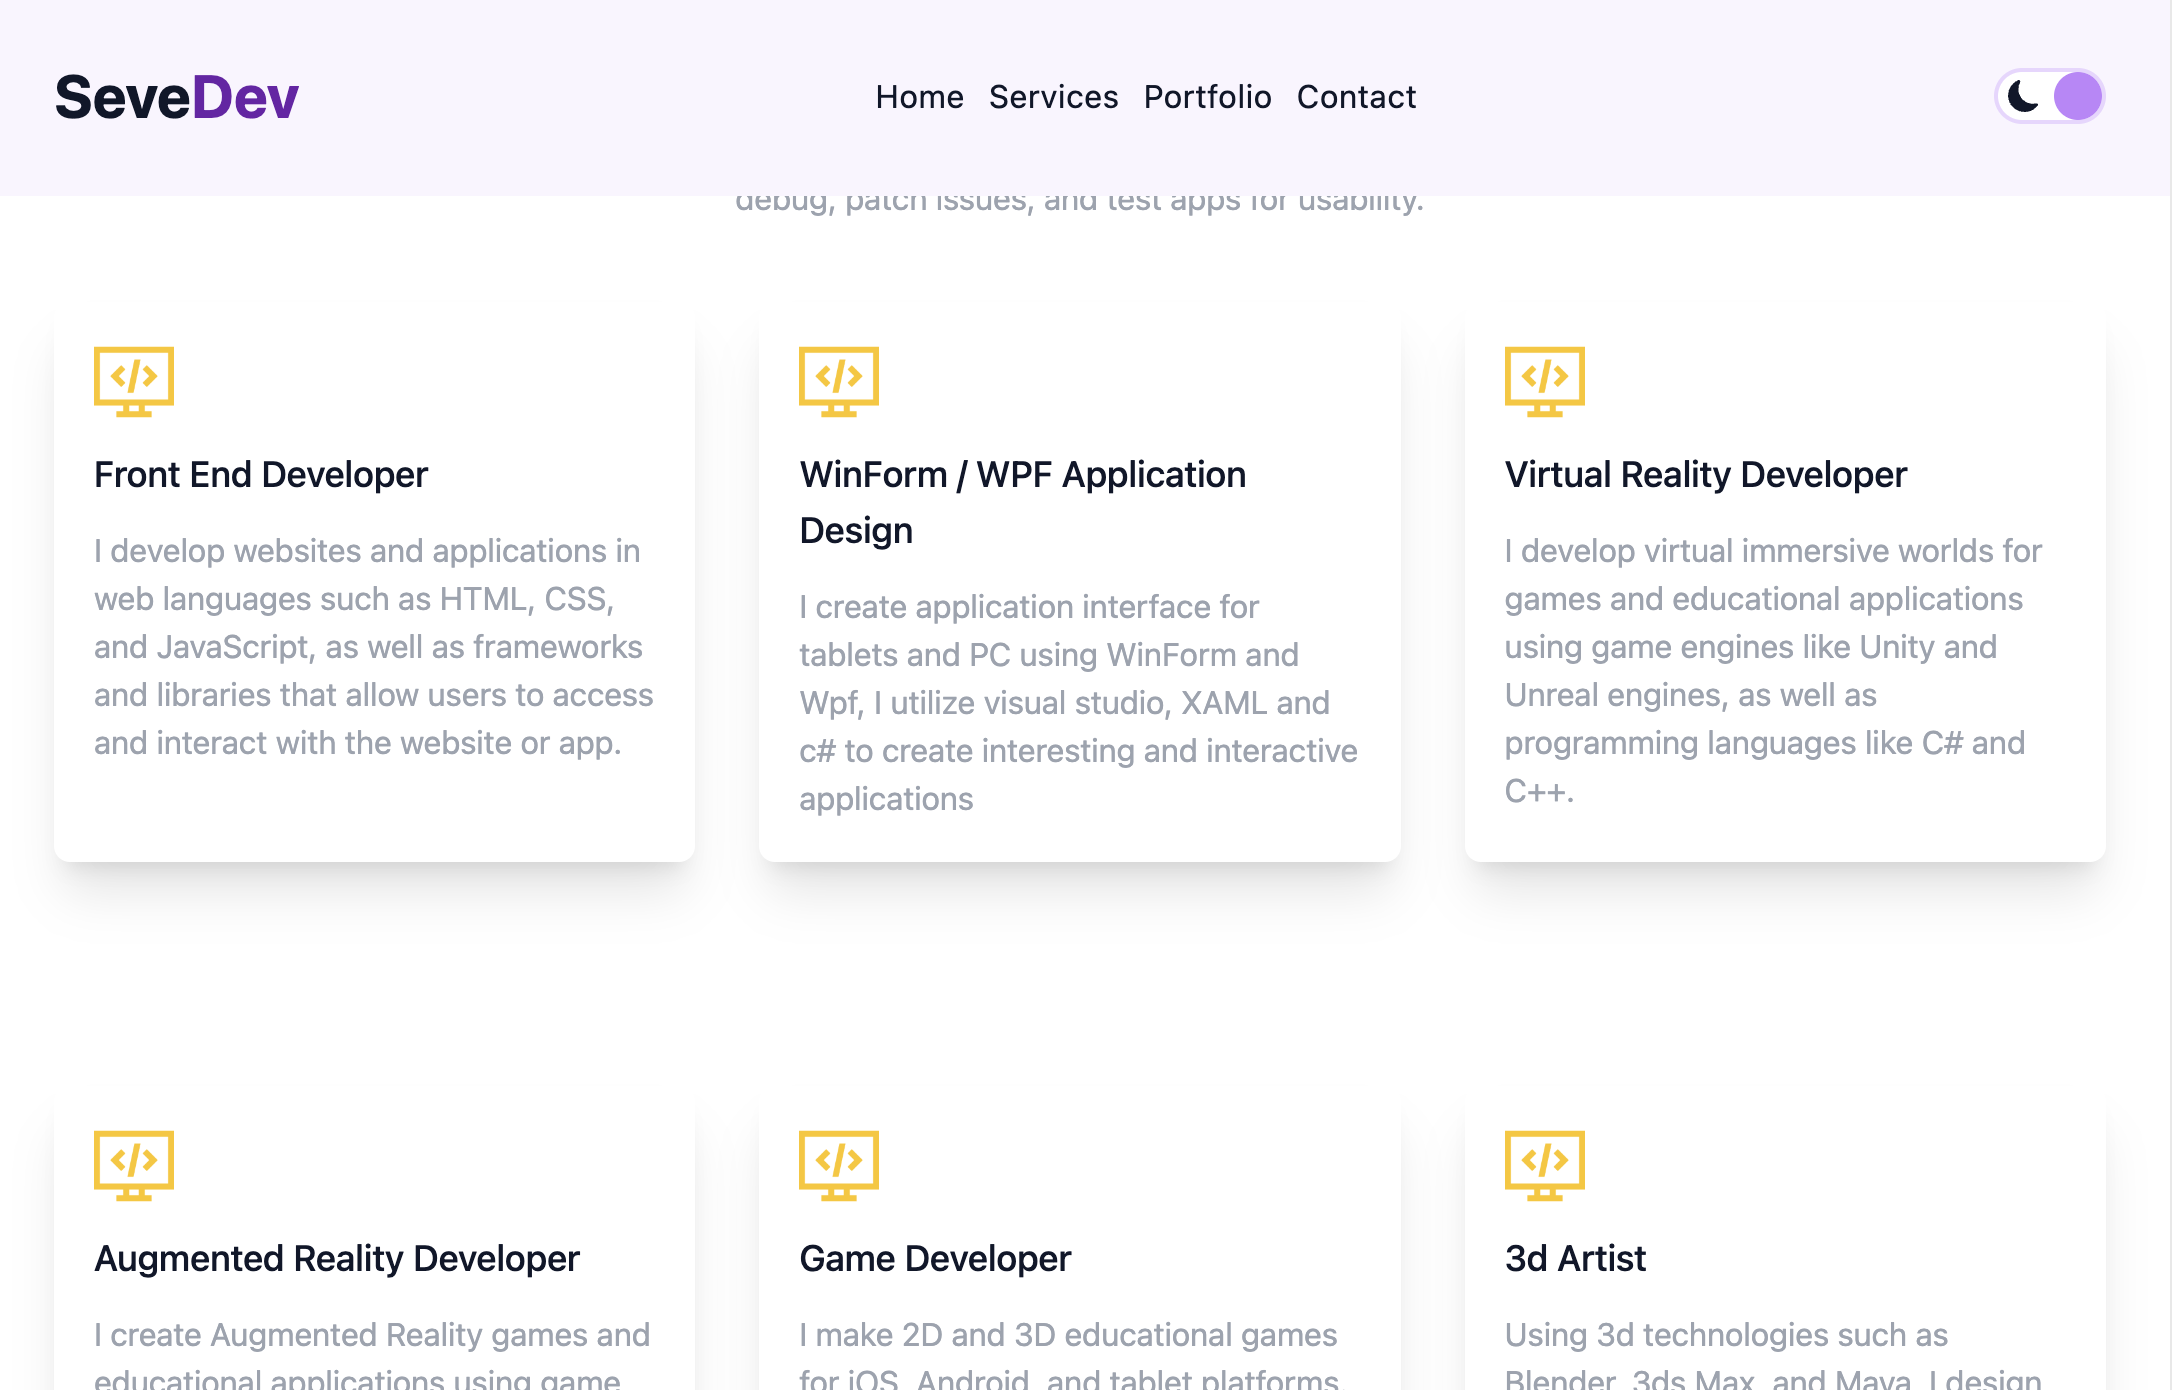 SeveDev
Home Services Portfolio Contact
debug, patch issues, and test apps for usability.
Front End Developer
I develop websites and applications in
web languages such as HTML, CSS,
and JavaScript, as well as frameworks
and libraries that allow users to access
and interact with the website or app.
WinForm / WPF Application
Design
I create application interface for
tablets and PC using WinForm and
Wpf, I utilize visual studio, XAML and
c# to create interesting and interactive
applications
Virtual Reality Developer
I develop virtual immersive worlds for
games and educational applications
using game engines like Unity and
Unreal engines, as well as
programming languages like C# and
C++.
Augmented Reality Developer
I create Augmented Reality games and
educational applications using game
Game Developer
I make 2D and 3D educational games
for iOS, Android, and tablet platforms
3d Artist
Using 3d technologies such as
Blender, 3ds Max, and Maya, I design